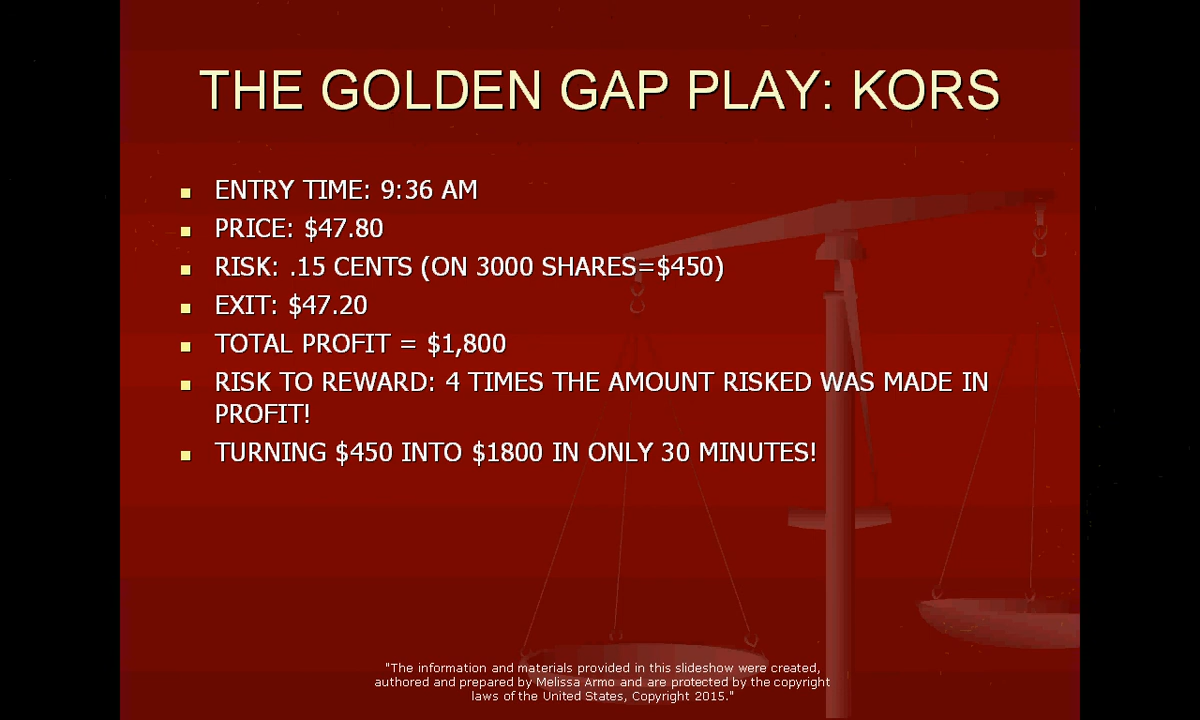 THE GOLDEN GAP PLAY: KORS
ENTRY TIME: 9:36 AM
PRICE: $47.80
RISK: .15 CENTS (ON 3000 SHARES=$450)
EXIT: $47.20
TOTAL PROFIT = $1,800
RISK TO REWARD: 4 TIMES THE AMOUNT RISKED WAS MADE IN
PROFIT!
TURNING $450 INTO $1800 IN ONLY 30 MINUTES!
"The information and materials provided in this slideshow were created,
authored and prepared by Melissa Armo and are protected by the copyright
laws of the United States, Copyright 2015."